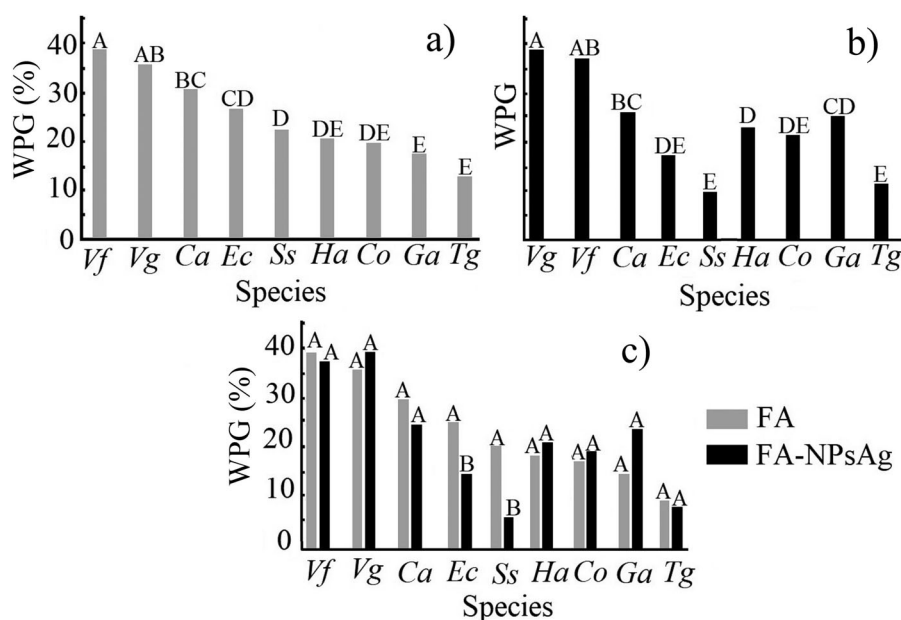 a)
WPG (%)
40
30
20
10
0
A
AB
BC
CD
D
DE
DE
E
E
Vf Vg Ca Ec Ss Ha Co Ga Tg
Species
b)
WPG
A
AB
BC
DE
E
D
DE
CD
E
Vg Vf Ca Ec Ss Ha Co Ga Tg
Species
c)
WPG (%)
40
30
20
10
0
A A
A A
A A
A B
A B
A A
A A
A A
A A
Vf Vg Ca Ec Ss Ha Co Ga Tg
Species
FA
FA-NPsAg